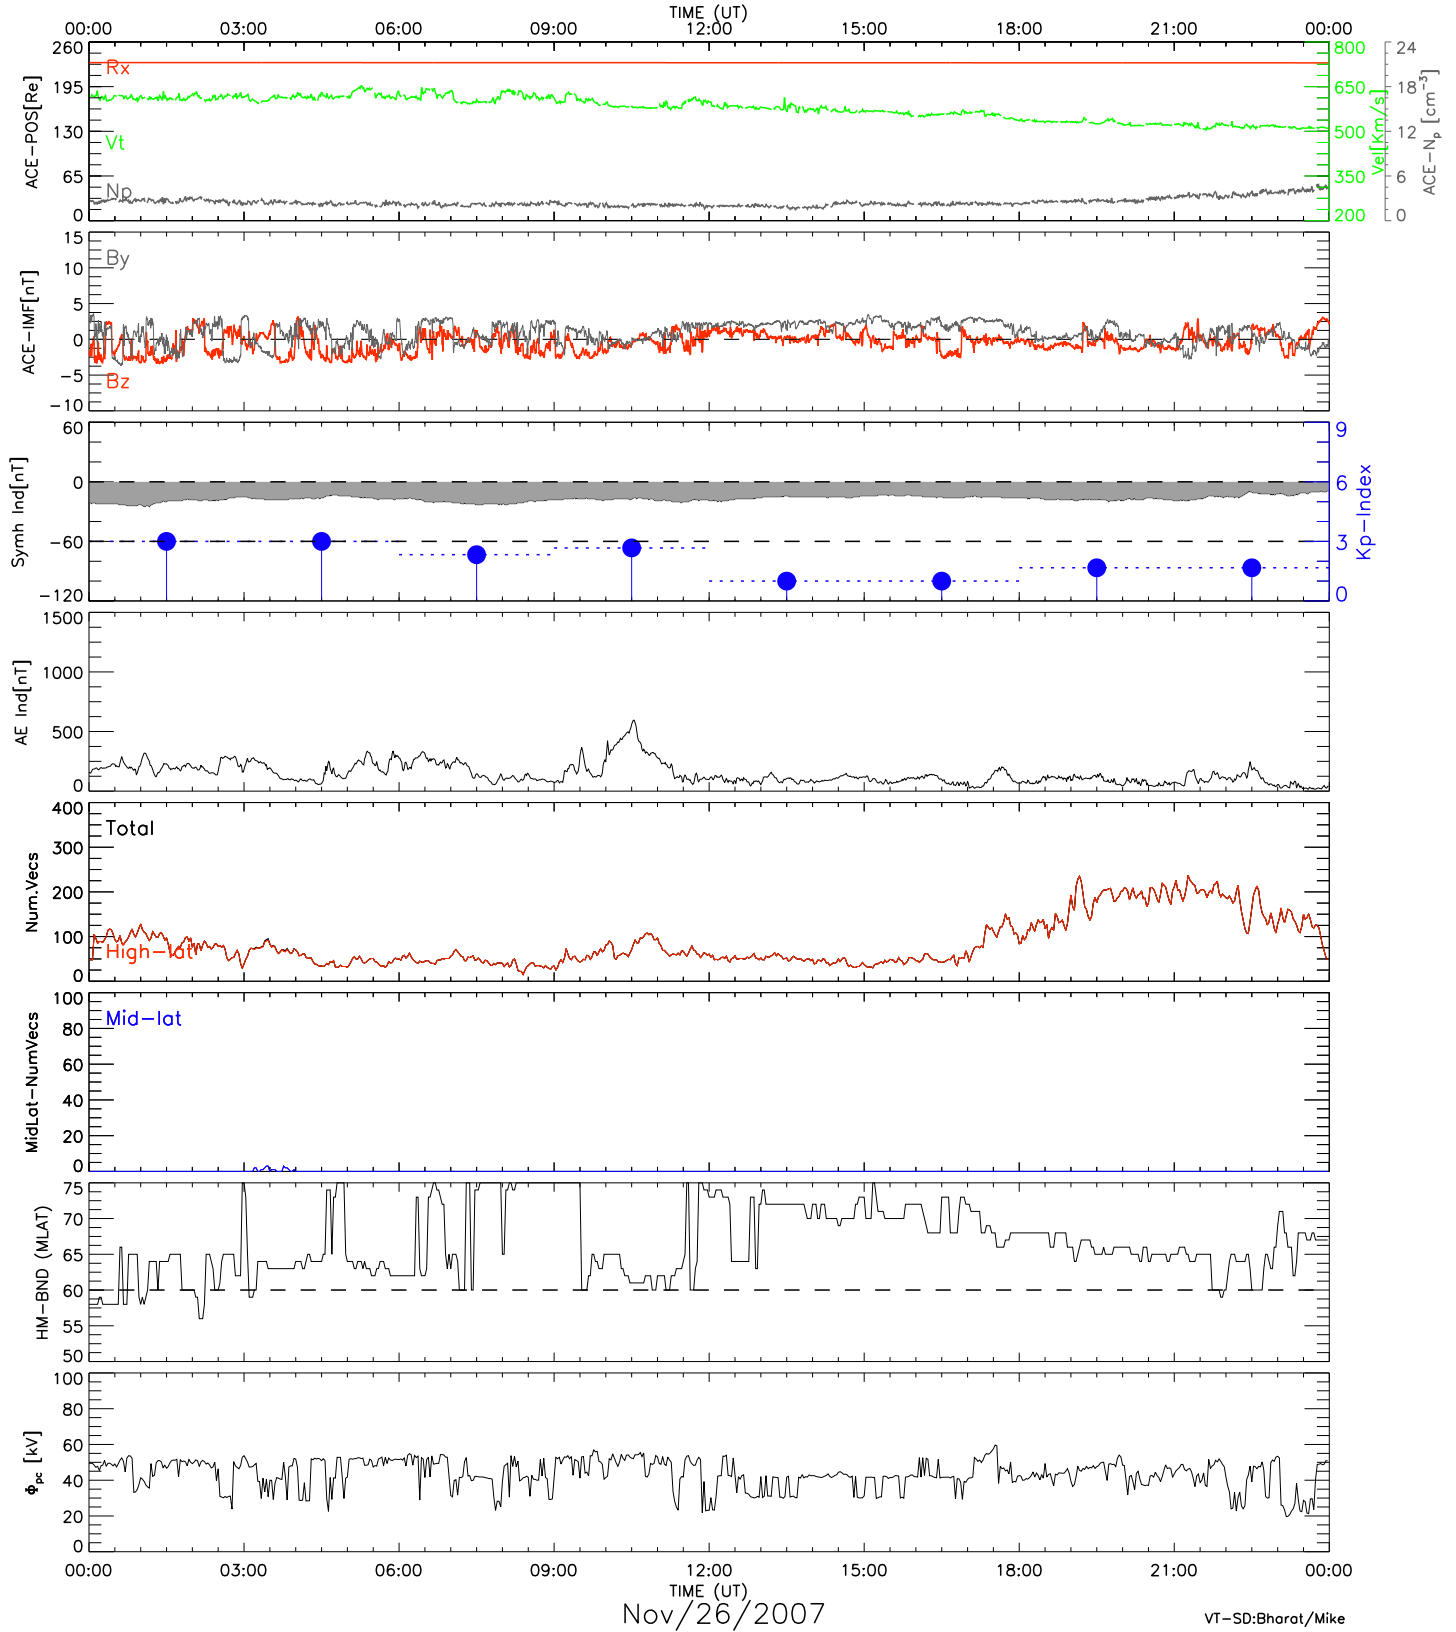 TIME (UT)
00:00 03:00 06:00 09:00 12:00 15:00 18:00 21:00 00:00
260
195
130
65
0
ACE-POS[Re]
Rx
Vt
Np
800
650
500
350
200
Vel[Km/s]
24
18
12
6
0
ACE-Np [cm-3]
15
10
5
0
-5
-10
ACE-IMF[nT]
By
Bz
60
0
-60
-120
Symh Ind[nT]
9
6
3
0
Kp-Index
1500
1000
500
0
AE Ind[nT]
400
300
200
100
0
Num.Vecs
Total
High-lat
100
80
60
40
20
0
MidLat-NumVecs
Mid-lat
75
70
65
60
55
50
HM-BND (MLAT)
100
80
60
40
20
0
Φpc [kV]
00:00 03:00 06:00 09:00 12:00 15:00 18:00 21:00 00:00
TIME (UT)
Nov/26/2007
VT-SD:Bharat/Mike